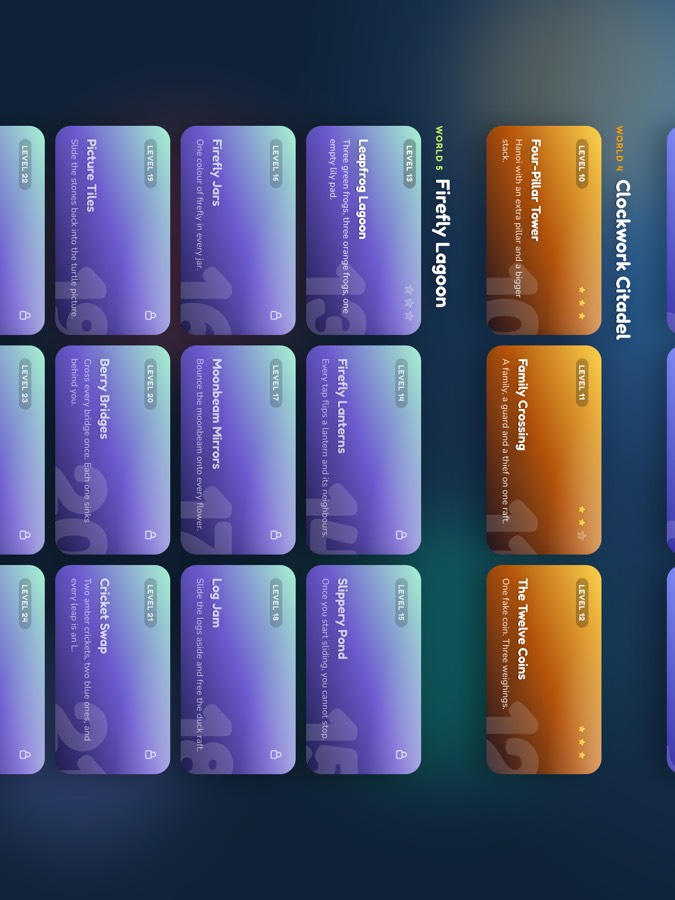 WORLD 4 Clockwork Citadel
LEVEL 10
Four-Pillar Tower
Hanoi with an extra pillar and a bigger
stack.
10
LEVEL 11
Family Crossing
A family, a guard and a thief on one raft.
11
LEVEL 12
The Twelve Coins
One fake coin. Three weighings.
12
WORLD 5 Firefly Lagoon
LEVEL 13
Leapfrog Lagoon
Three green frogs, three orange frogs, one
empty lily pad.
13
LEVEL 14
Firefly Lanterns
Every tap flips a lantern and its neighbours.
14
LEVEL 15
Slippery Pond
Once you start sliding, you cannot stop.
15
LEVEL 16
Firefly Jars
One colour of firefly in every jar.
16
LEVEL 17
Moonbeam Mirrors
Bounce the moonbeam onto every flower.
17
LEVEL 18
Log Jam
Slide the logs aside and free the duck raft.
18
LEVEL 19
Picture Tiles
Slide the stones back into the turtle picture.
19
LEVEL 20
Berry Bridges
Cross every bridge once. Each one sinks
behind you.
20
LEVEL 21
Cricket Swap
Two amber crickets, two blue ones, and
every leap is an L.
21
LEVEL 22
LEVEL 23
LEVEL 24